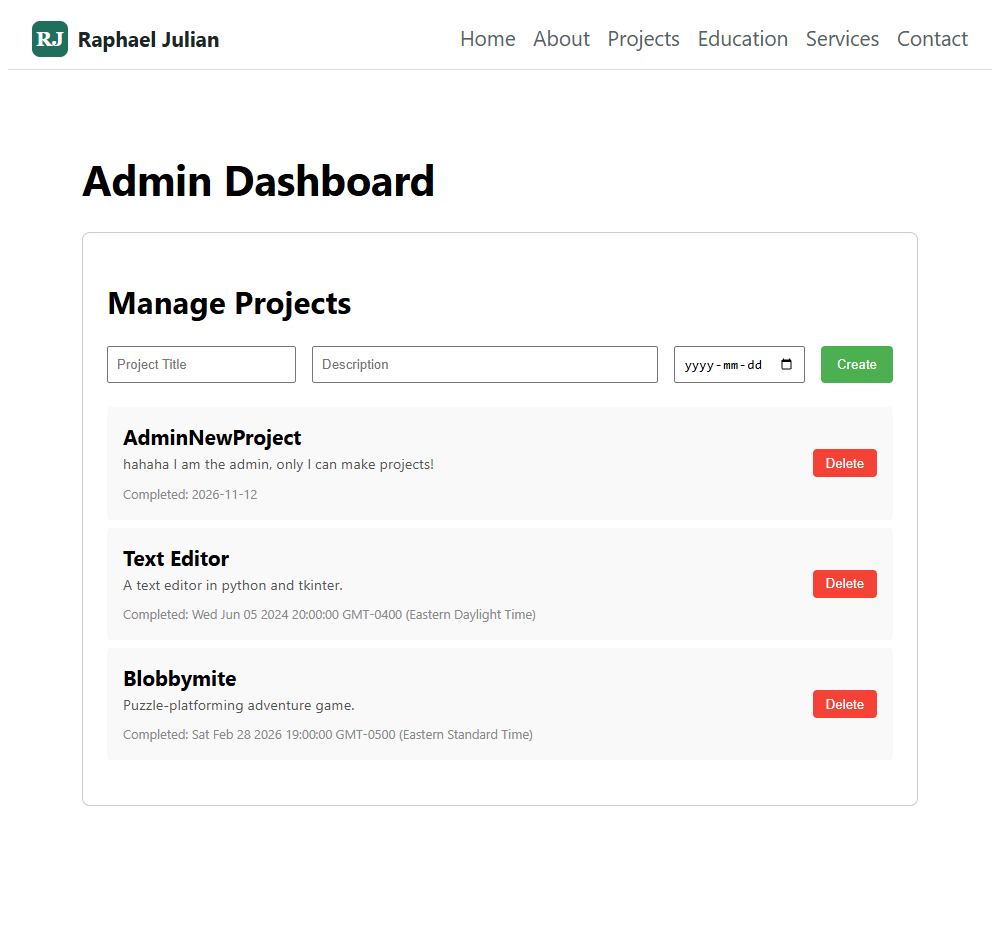 RJ Raphael Julian Home About Projects Education Services Contact
Admin Dashboard
Manage Projects
Project Title Description yyyy-mm-dd Create
AdminNewProject
hahaha I am the admin, only I can make projects!
Delete
Completed: 2026-11-12
Text Editor
A text editor in python and tkinter.
Delete
Completed: Wed Jun 05 2024 20:00:00 GMT-0400 (Eastern Daylight Time)
Blobbymite
Puzzle-platforming adventure game.
Delete
Completed: Sat Feb 28 2026 19:00:00 GMT-0500 (Eastern Standard Time)